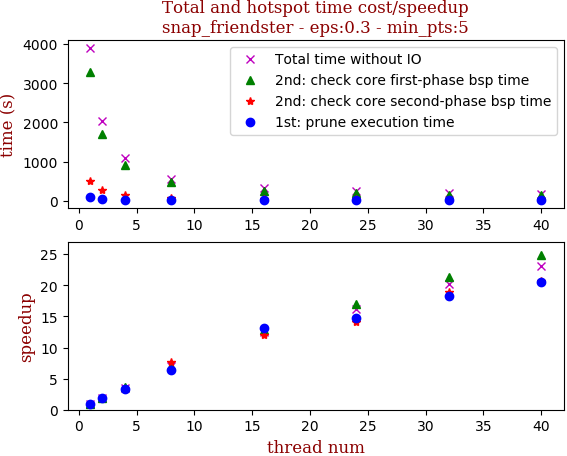 Total and hotspot time cost/speedup
snap_friendster - eps:0.3 - min_pts:5
time (s)
4000
3000
2000
1000
0
Total time without IO
2nd: check core first-phase bsp time
2nd: check core second-phase bsp time
1st: prune execution time
0 5 10 15 20 25 30 35 40
speedup
25
20
15
10
5
0
0 5 10 15 20 25 30 35 40
thread num